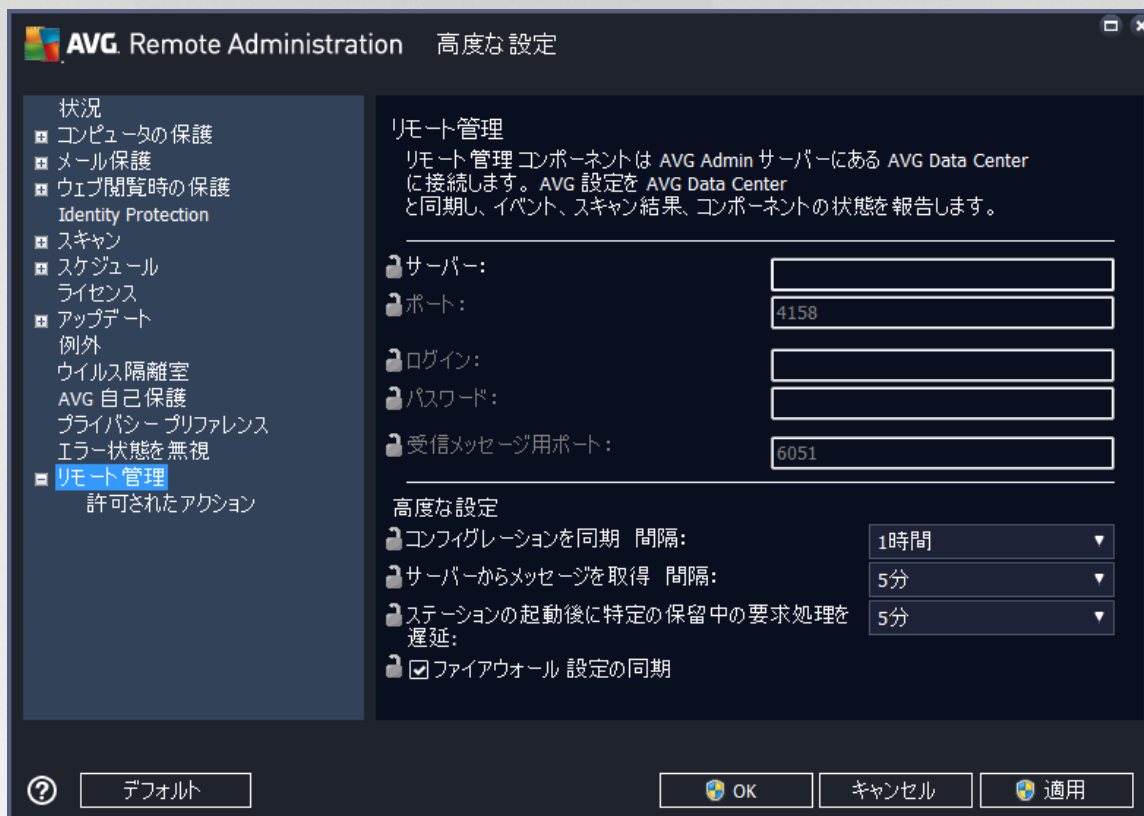 AVG. Remote Administration 高度な設定
状況
コンピュータの保護
メール保護
ウェブ閲覧時の保護
Identity Protection
スキャン
スケジュール
ライセンス
アップデート
例外
ウイルス隔離室
AVG 自己保護
プライバシー プリファレンス
エラー状態を無視
リモート管理
許可されたアクション
リモート管理
リモート管理 コンポーネントは AVG Admin サーバーにある AVG Data Center
に接続します。AVG 設定を AVG Data Center
と同期し、イベント、スキャン結果、コンポーネントの状態を報告します。
サーバー:
ポート: 4158
ログイン:
パスワード:
受信メッセージ用ポート: 6051
高度な設定
コンフィグレーションを同期 間隔: 1時間
サーバーからメッセージを取得 間隔: 5分
ステーションの起動後に特定の保留中の要求処理を 5分
遅延:
ファイアウォール 設定の同期
デフォルト OK キャンセル 適用